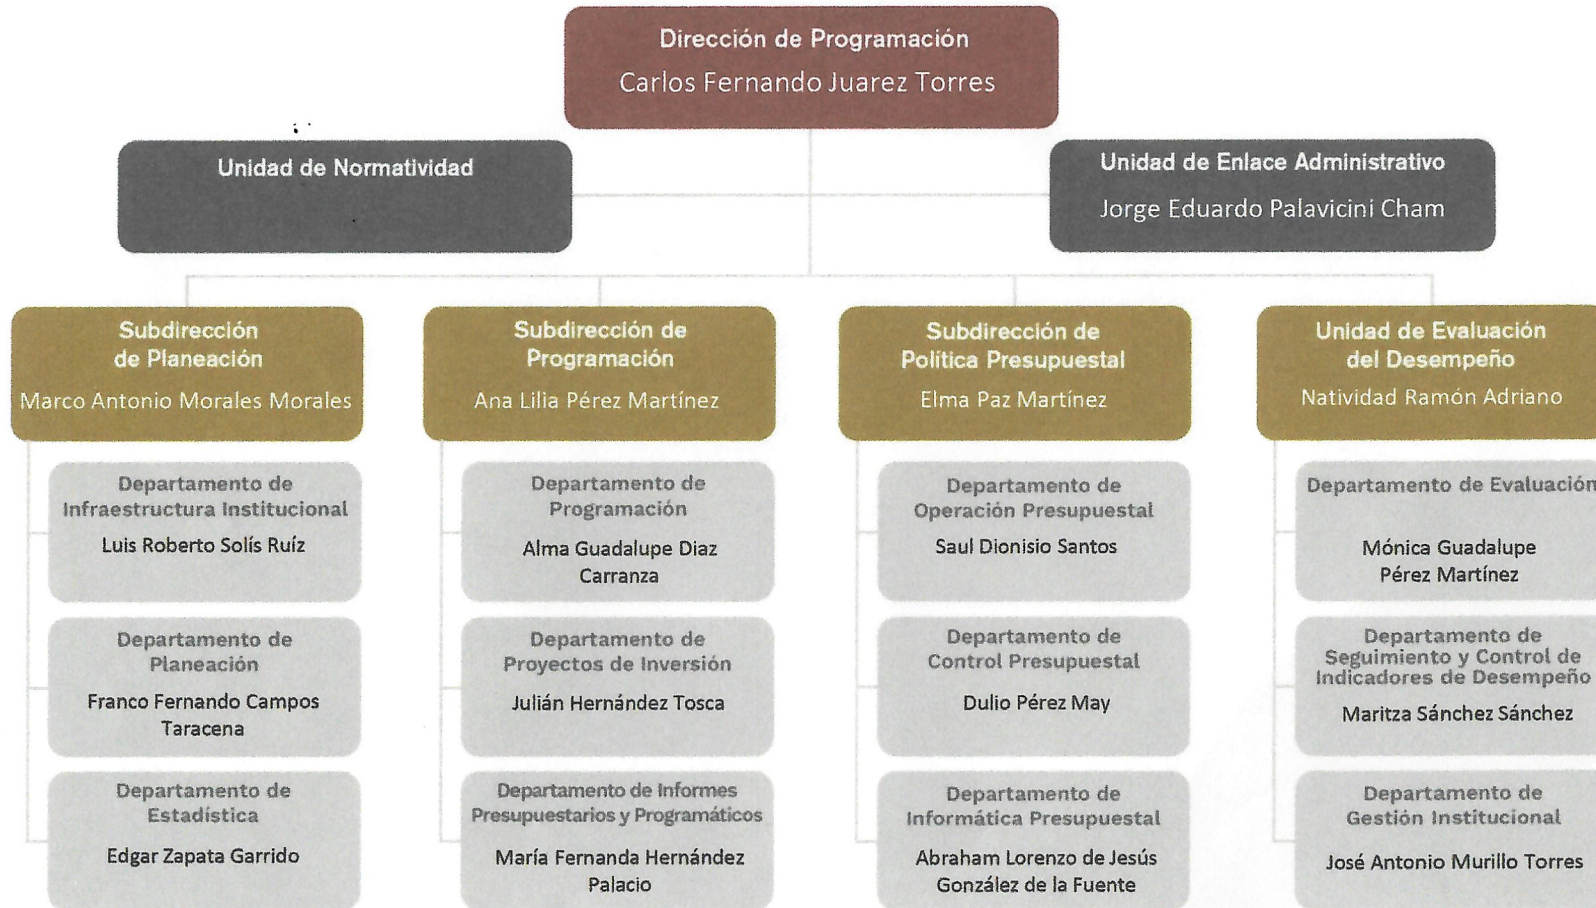 Dirección de Programación
Carlos Fernando Juarez Torres
Unidad de Normatividad
Unidad de Enlace Administrativo
Jorge Eduardo Palavicini Cham
Subdirección
de Planeación
Marco Antonio Morales Morales
Subdirección de
Programación
Ana Lilia Pérez Martínez
Subdirección de
Política Presupuestal
Elma Paz Martínez
Unidad de Evaluación
del Desempeño
Natividad Ramón Adriano
Departamento de
Infraestructura Institucional
Luis Roberto Solís Ruíz
Departamento de
Programación
Alma Guadalupe Diaz
Carranza
Departamento de
Operación Presupuestal
Saul Dionisio Santos
Departamento de Evaluación
Mónica Guadalupe
Pérez Martínez
Departamento de
Planeación
Franco Fernando Campos
Taracena
Departamento de
Proyectos de Inversión
Julián Hernández Tosca
Departamento de
Control Presupuestal
Dulio Pérez May
Departamento de
Seguimiento y Control de
Indicadores de Desempeño
Maritza Sánchez Sánchez
Departamento de
Estadística
Edgar Zapata Garrido
Departamento de Informes
Presupuestarios y Programáticos
María Fernanda Hernández
Palacio
Departamento de
Informática Presupuestal
Abraham Lorenzo de Jesús
González de la Fuente
Departamento de
Gestión Institucional
José Antonio Murillo Torres